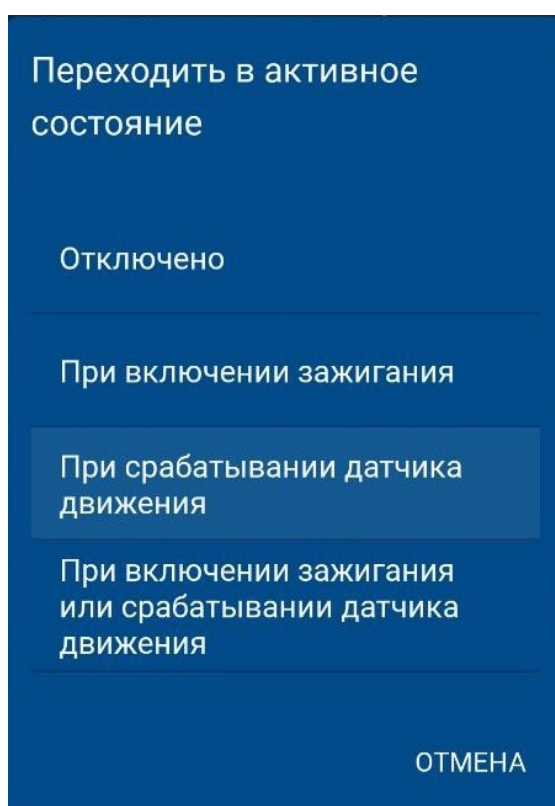 Переходить в активное
состояние
Отключено
При включении зажигания
При срабатывании датчика
движения
При включении зажигания
или срабатывании датчика
движения
ОТМЕНА